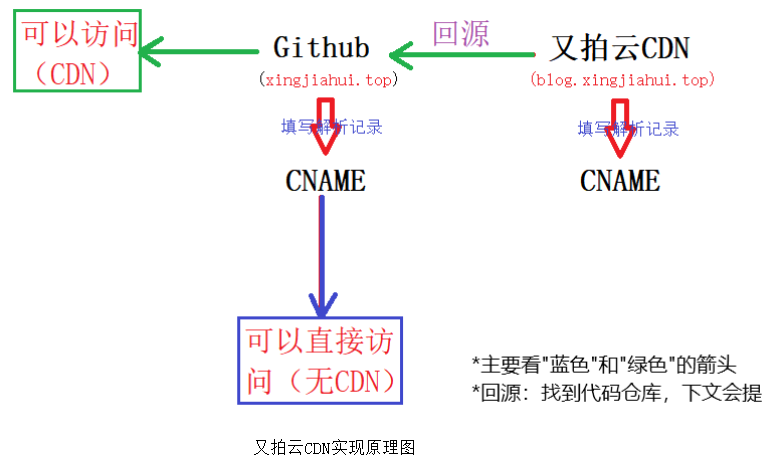 可以访问
（CDN）
Github
(xingjiahui.top)
回源
又拍云CDN
(blog.xingjiahui.top)
填写解析记录
填写解析记录
CNAME
CNAME
可以直接访
问（无CDN）
*主要看"蓝色"和"绿色"的箭头
*回源：找到代码仓库，下文会提
又拍云CDN实现原理图